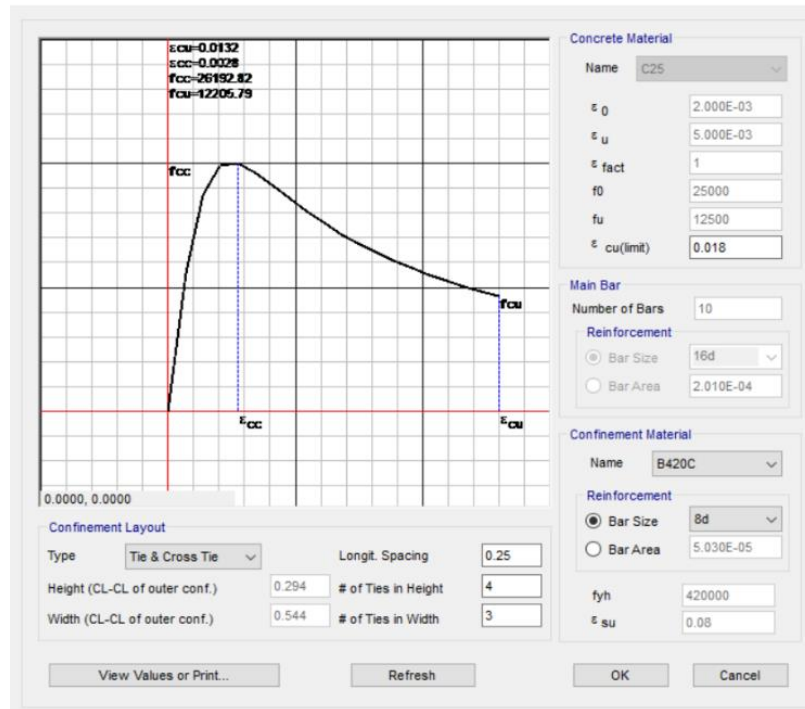 εcu=0.0132
εcc=0.0028
fcc=26192.82
fcu=12205.79
fcc
fcu
εcc
εcu
0.0000, 0.0000
Confinement Layout
Type Tie & Cross Tie Longit. Spacing 0.25
Height (CL-CL of outer conf.) 0.294 # of Ties in Height 4
Width (CL-CL of outer conf.) 0.544 # of Ties in Width 3
Concrete Material
Name C25
ε 0 2.000E-03
ε u 5.000E-03
ε fact 1
f0 25000
fu 12500
ε cu(limit) 0.018
Main Bar
Number of Bars 10
Reinforcement
Bar Size 16d
Bar Area 2.010E-04
Confinement Material
Name B420C
Reinforcement
Bar Size 8d
Bar Area 5.030E-05
fyh 420000
ε su 0.08
View Values or Print... Refresh OK Cancel